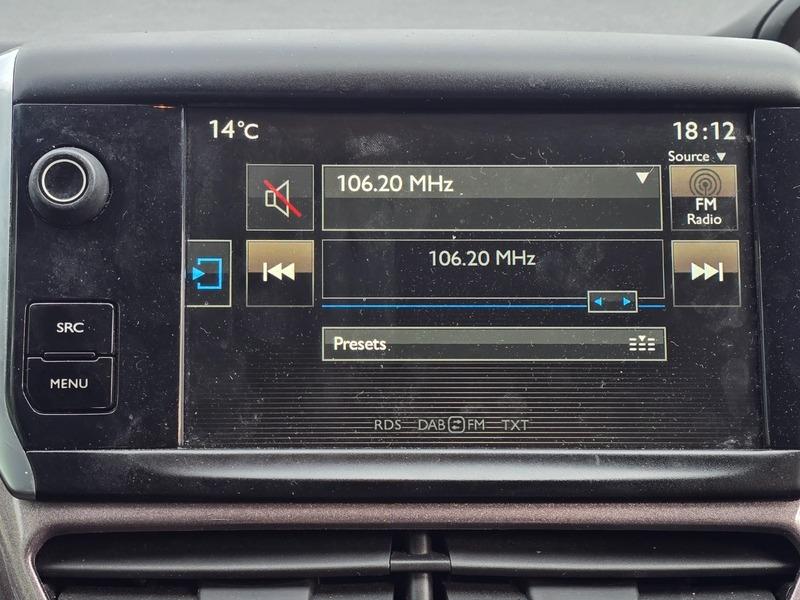 14°C
18:12
Source
106.20 MHz
FM
Radio
106.20 MHz
SRC
Presets
MENU
RDS DAB FM TXT